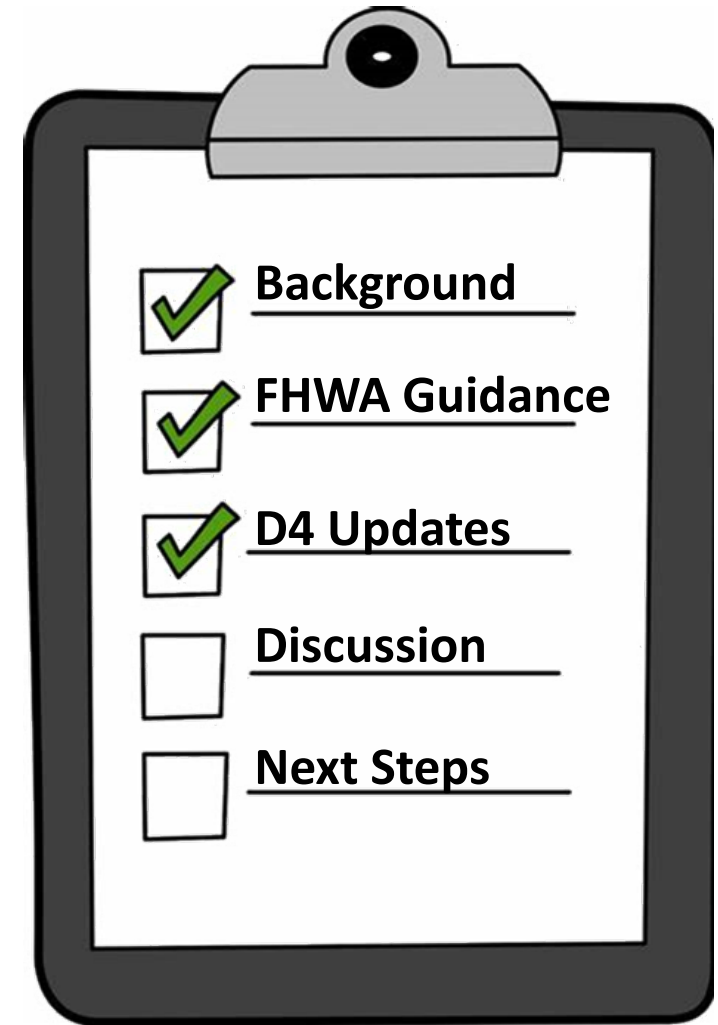 Background
FHWA Guidance
D4 Updates
Discussion
Next Steps